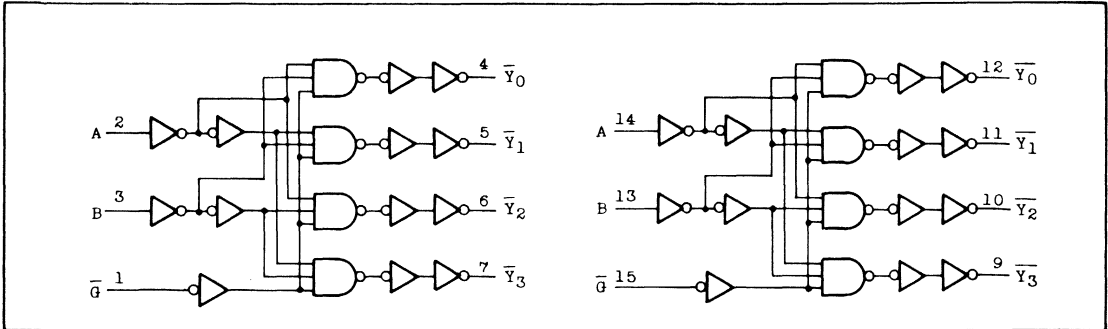 4 Y̅0 12 Y̅0
A 2 5 Y̅1 A 14 11 Y̅1
B 3 6 Y̅2 B 13 10 Y̅2
G̅ 1 7 Y̅3 G̅ 15 9 Y̅3